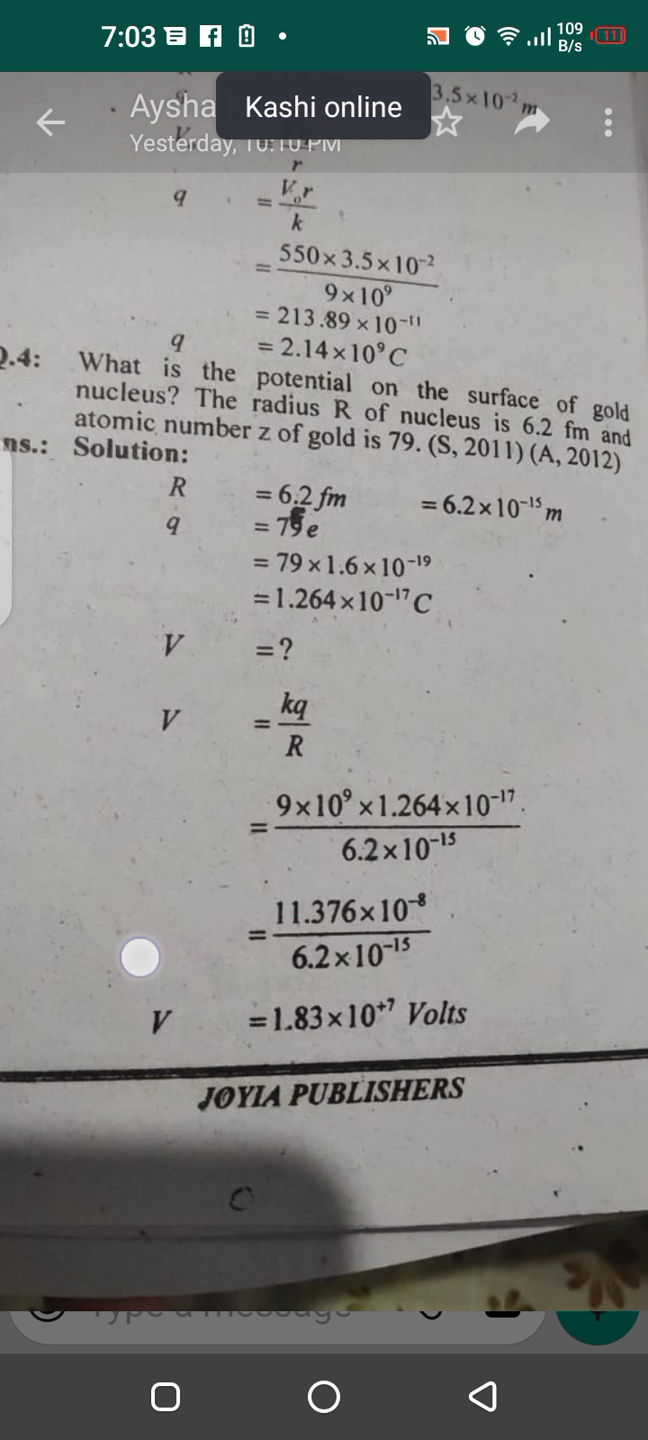 7:03
109
B/s
11
Aysha
Kashi online
Yesterday, 10:10 PM
3.5×10⁻² m
r
q = V₀r / k
= 550×3.5×10⁻² / 9×10⁹
= 213.89×10⁻¹¹
q = 2.14×10⁹ C
Q.4: What is the potential on the surface of gold
nucleus? The radius R of nucleus is 6.2 fm and
atomic number z of gold is 79. (S, 2011) (A, 2012)
ns.: Solution:
R = 6.2 fm = 6.2×10⁻¹⁵ m
q = 79e
= 79×1.6×10⁻¹⁹
= 1.264×10⁻¹⁷ C
V = ?
V = kq / R
= 9×10⁹×1.264×10⁻¹⁷ / 6.2×10⁻¹⁵
= 11.376×10⁻⁸ / 6.2×10⁻¹⁵
V = 1.83×10⁺⁷ Volts
JOYIA PUBLISHERS
Type a message